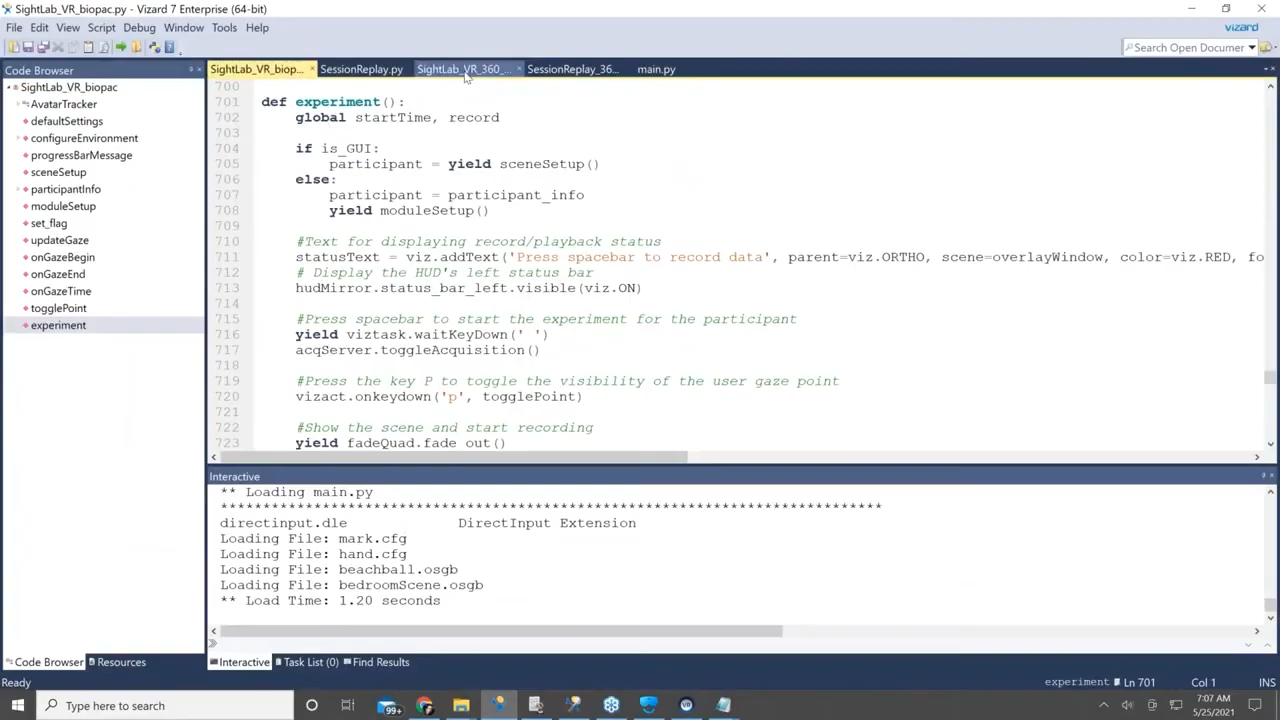 SightLab_VR_biopac.py - Vizard 7 Enterprise (64-bit)
File Edit View Script Debug Window Tools Help
vizard
Search Open Documer
Code Browser
SightLab_VR_biop... SessionReplay.py SightLab_VR_360_... SessionReplay_36... main.py
SightLab_VR_biopac
AvatarTracker
defaultSettings
configureEnvironment
progressBarMessage
sceneSetup
participantInfo
moduleSetup
set_flag
updateGaze
onGazeBegin
onGazeEnd
onGazeTime
togglePoint
experiment
700
701 def experiment():
702 global startTime, record
703
704 if is_GUI:
705 participant = yield sceneSetup()
706 else:
707 participant = participant_info
708 yield moduleSetup()
709
710 #Text for displaying record/playback status
711 statusText = viz.addText('Press spacebar to record data', parent=viz.ORTHO, scene=overlayWindow, color=viz.RED, fo
712 # Display the HUD's left status bar
713 hudMirror.status_bar_left.visible(viz.ON)
714
715 #Press spacebar to start the experiment for the participant
716 yield viztask.waitKeyDown(' ')
717 acqServer.toggleAcquisition()
718
719 #Press the key P to toggle the visibility of the user gaze point
720 vizact.onkeydown('p', togglePoint)
721
722 #Show the scene and start recording
723 yield fadeQuad.fade_out()
Interactive
** Loading main.py
******************************************************************************
directinput.dle DirectInput Extension
Loading File: mark.cfg
Loading File: hand.cfg
Loading File: beachball.osgb
Loading File: bedroomScene.osgb
** Load Time: 1.20 seconds
Code Browser Resources
Interactive Task List (0) Find Results
Ready
experiment Ln 701 Col 1 INS
Type here to search
99+
7:07 AM
5/25/2021